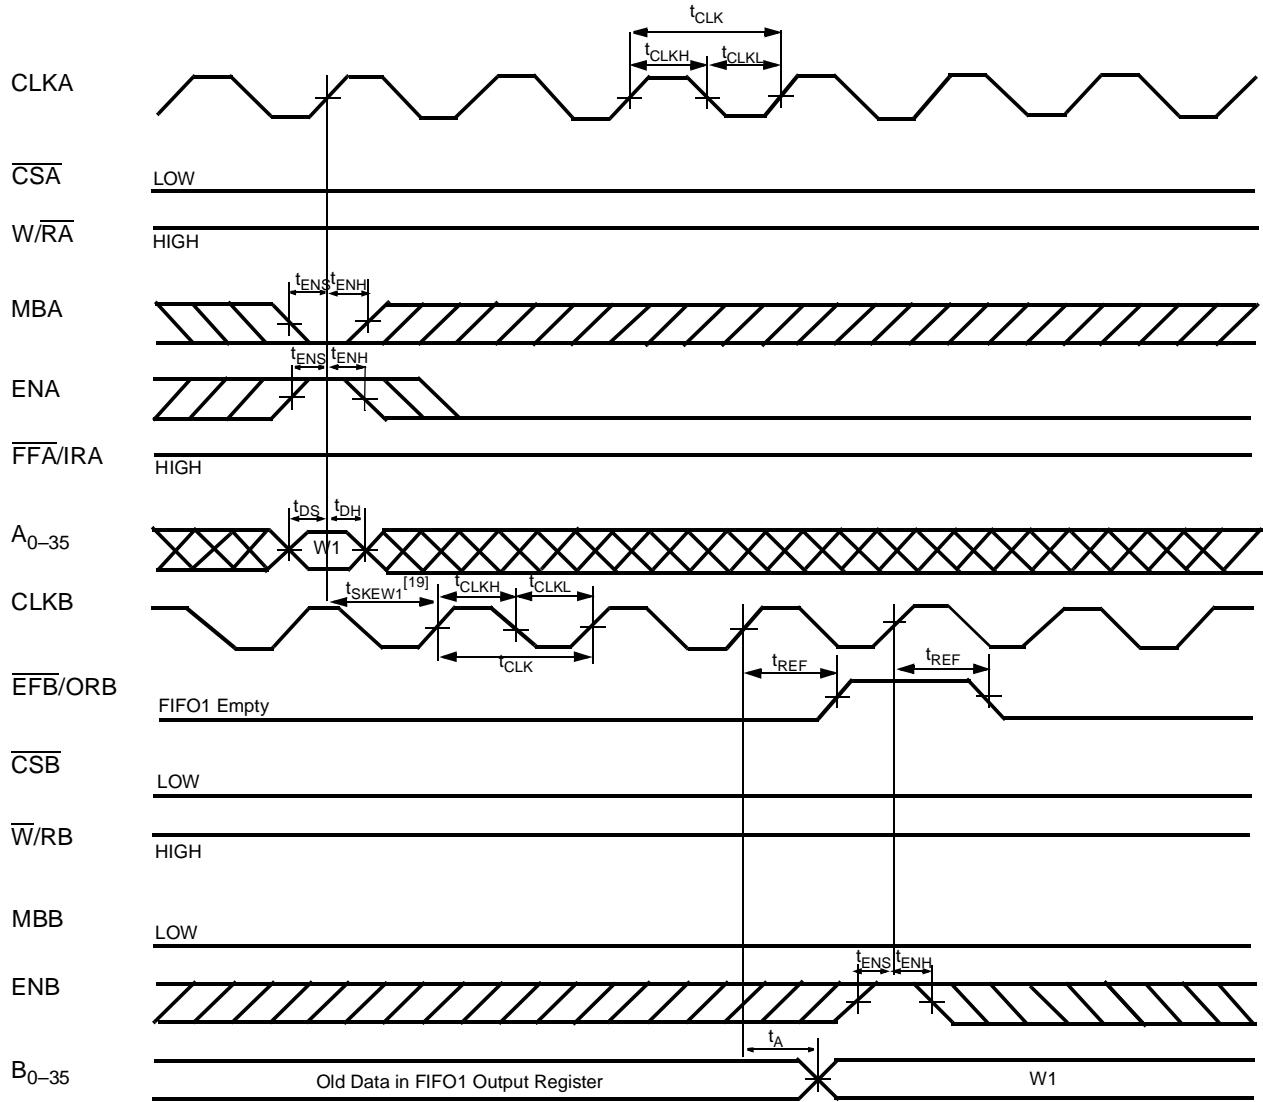 tCLK
tCLKH tCLKL
CLKA
CSA
LOW
W/RA
HIGH
tENS tENH
MBA
tENS tENH
ENA
FFA/IRA
HIGH
tDS tDH
A0–35
W1
tSKEW1[19] tCLKH tCLKL
CLKB
tCLK
tREF tREF
EFB/ORB
FIFO1 Empty
CSB
LOW
W/RB
HIGH
MBB
LOW
tENS tENH
ENB
tA
B0–35
Old Data in FIFO1 Output Register W1